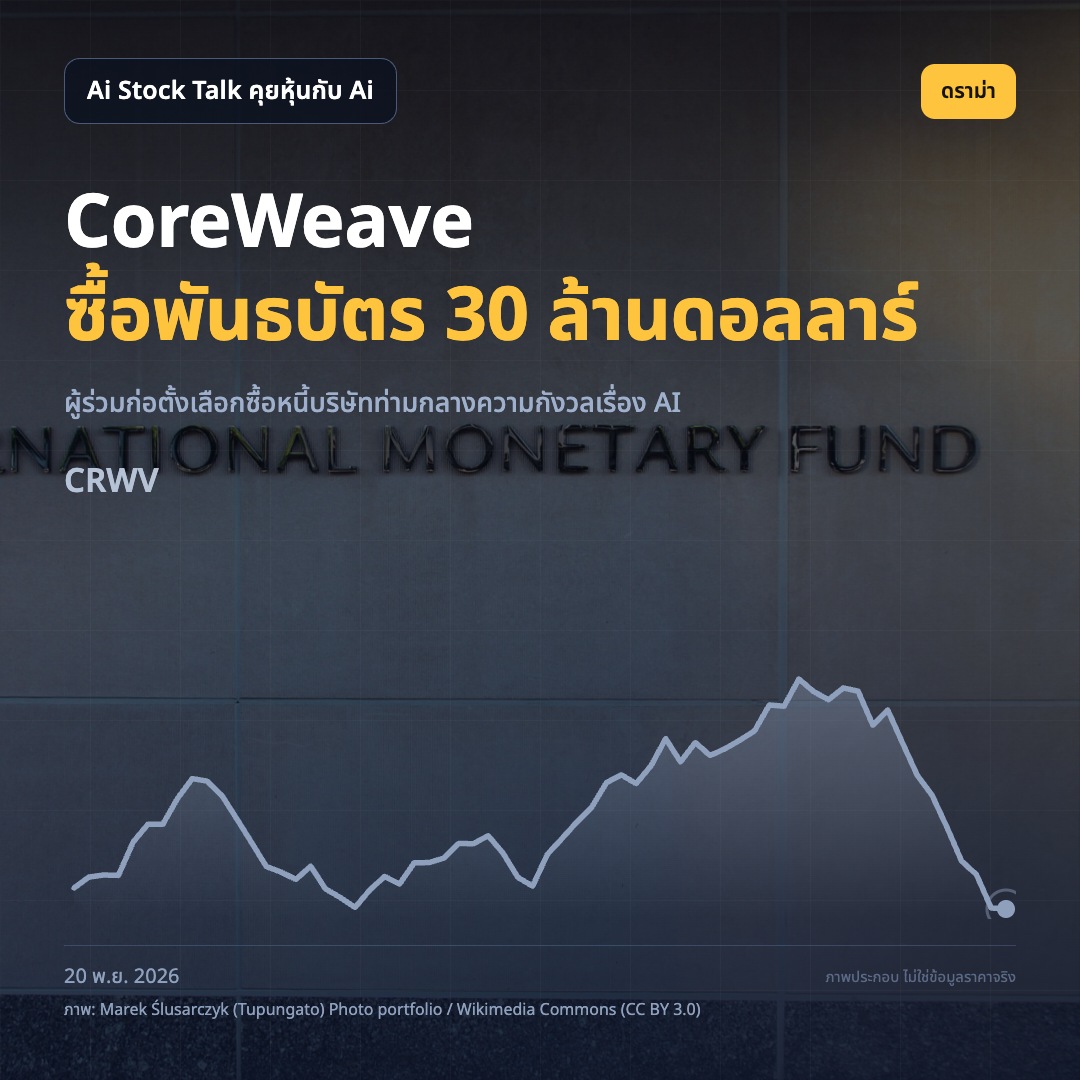 Ai Stock Talk คุยหุ้นกับ Ai
ดราม่า
CoreWeave
ซื้อพันธบัตร 30 ล้านดอลลาร์
ผู้ร่วมก่อตั้งเลือกซื้อหนี้บริษัทท่ามกลางความกังวลเรื่อง AI
NATIONAL MONETARY FUND
CRWV
20 พ.ย. 2026
ภาพประกอบ ไม่ใช่ข้อมูลราคาจริง
ภาพ: Marek Ślusarczyk (Tupungato) Photo portfolio / Wikimedia Commons (CC BY 3.0)